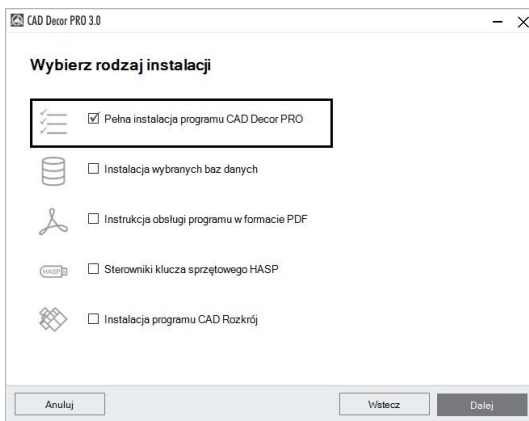 CAD Decor PRO 3.0
Wybierz rodzaj instalacji
Pełna instalacja programu CAD Decor PRO
Instalacja wybranych baz danych
Instrukcja obsługi programu w formacie PDF
HASP
Sterowniki klucza sprzętowego HASP
Instalacja programu CAD Rozkrój
Anuluj
Wstecz
Dalej